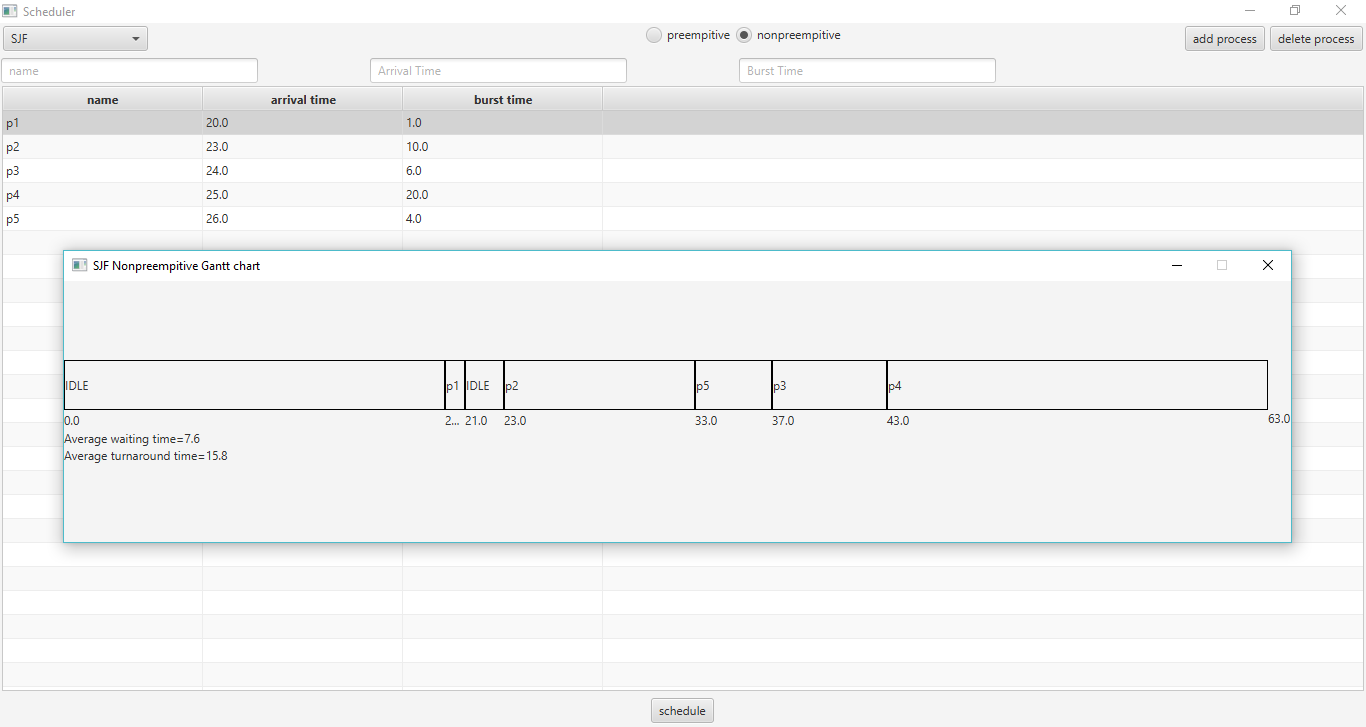 Scheduler
SJF preempitive nonpreempitive add process delete process
name Arrival Time Burst Time
name arrival time burst time
p1 20.0 1.0
p2 23.0 10.0
p3 24.0 6.0
p4 25.0 20.0
p5 26.0 4.0
SJF Nonpreempitive Gantt chart
IDLE p1 IDLE p2 p5 p3 p4
0.0 2... 21.0 23.0 33.0 37.0 43.0 63.0
Average waiting time=7.6
Average turnaround time=15.8
schedule